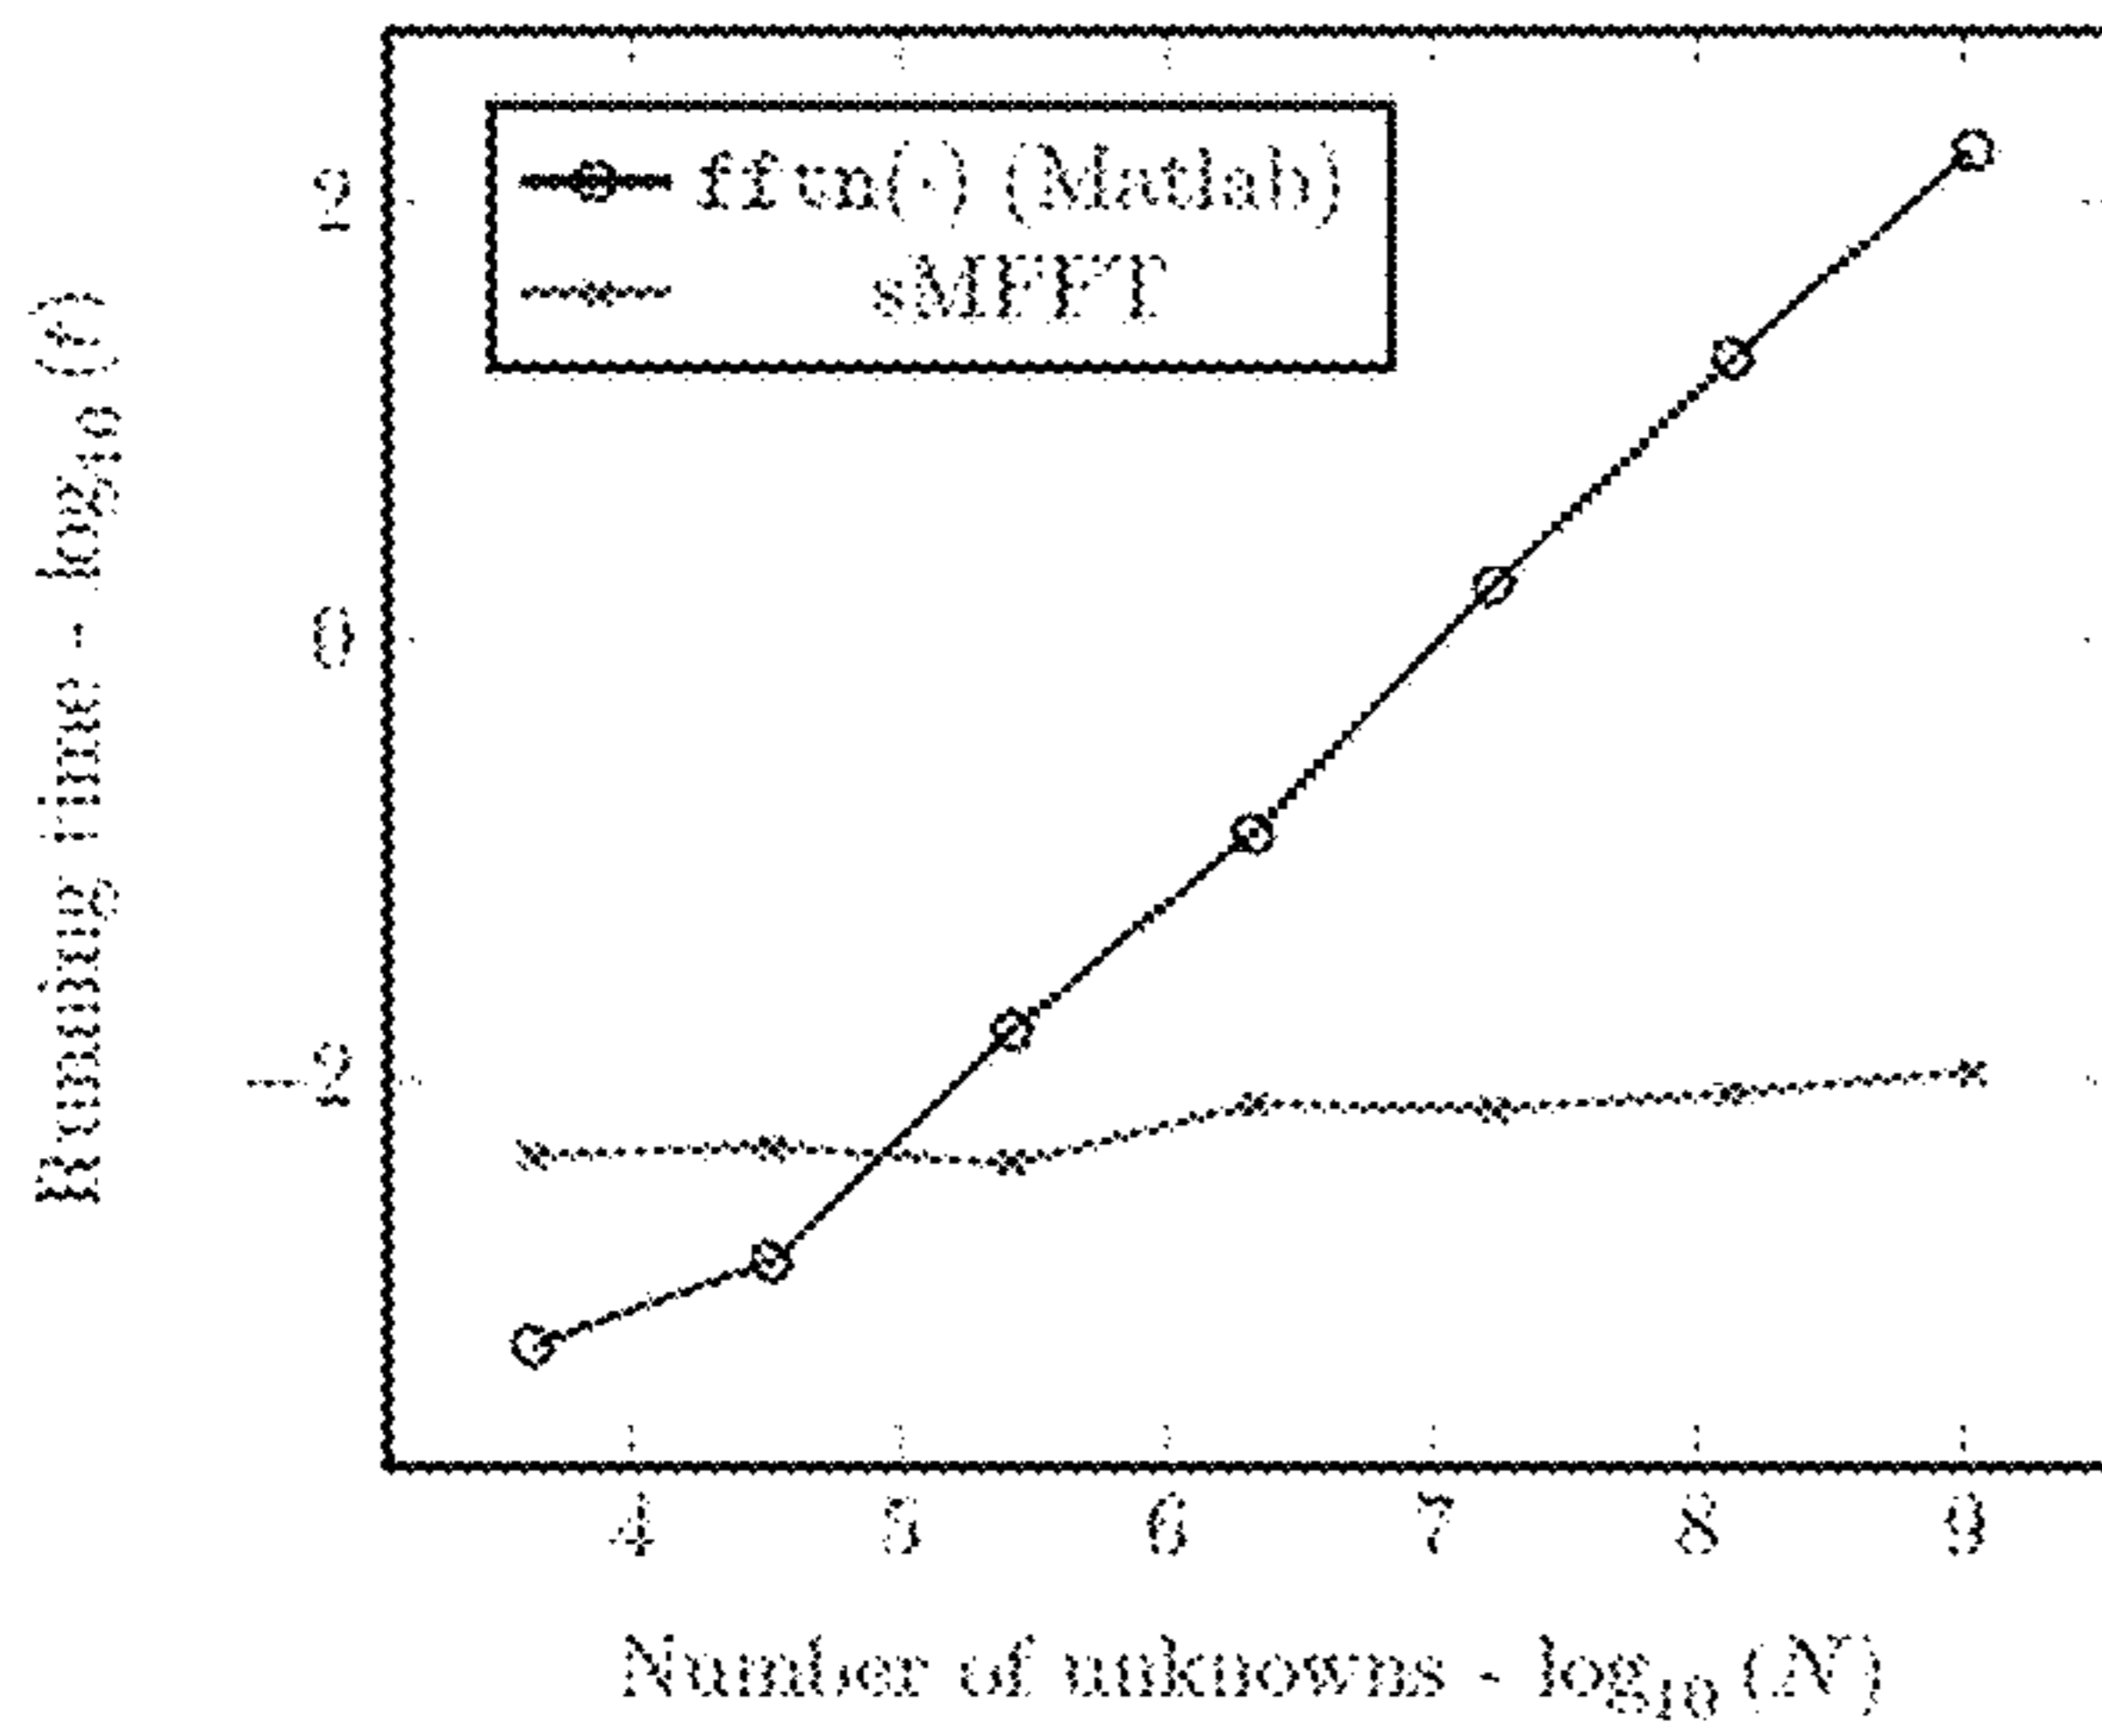 fftn(·) (Matlab)
sMFFT
Running time - log10 (t)
2
0
−2
4 5 6 7 8 9
Number of unknowns - log10 (N)